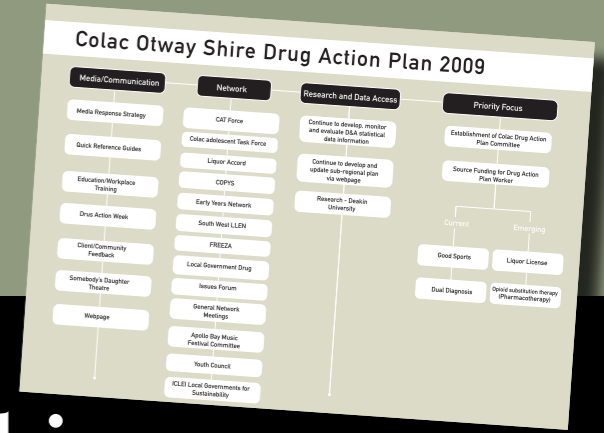 Colac Otway Shire Drug Action Plan 2009
Media/Communication
Media Response Strategy
Quick Reference Guides
Education/Workplace
Training
Drus Action Week
Client/Community
Feedback
Somebody's Daughter
Theatre
Webpage
Network
CAT Force
Colac adolescent Task Force
Liquor Accord
COPYS
Early Years Network
South West LLEN
FREEZA
Local Government Drug
Issues Forum
General Network
Meetings
Apollo Bay Music
Festival Committee
Youth Council
ICLEI Local Governments for
Sustainability
Research and Data Access
Continue to develop, monitor
and evaluate D&A statistical
data information
Continue to develop and
update sub-regional plan
via webpage
Research - Deakin
University
Priority Focus
Establishment of Colac Drug Action
Plan Committee
Source Funding for Drug Action
Plan Worker
Current
Good Sports
Dual Diagnosis
Emerging
Liquor License
Opioid substitution therapy
(Pharmacotherapy)